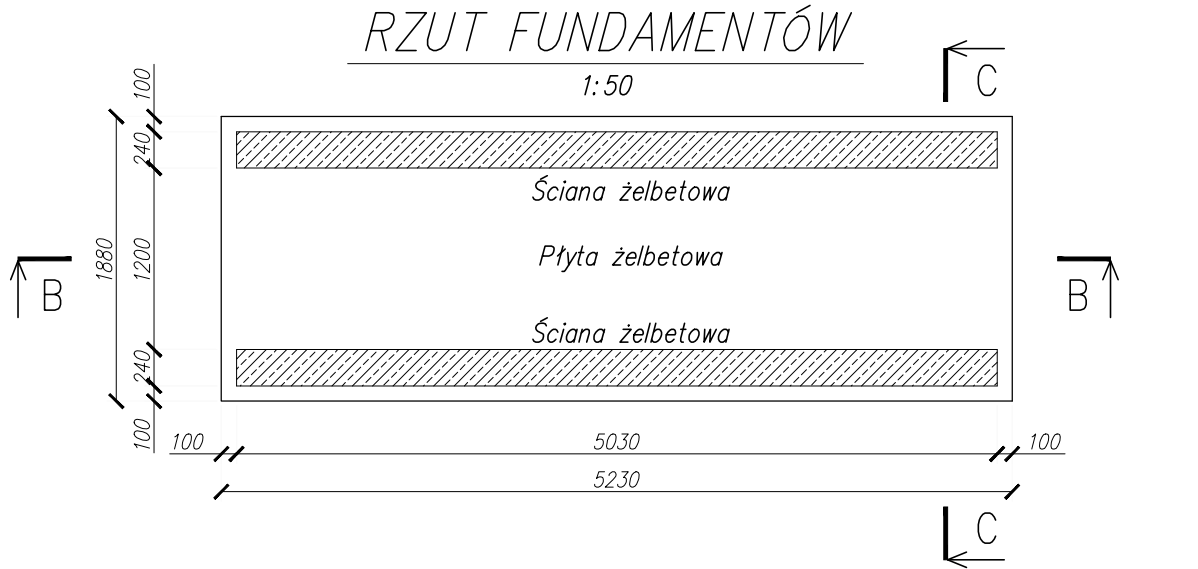 RZUT FUNDAMENTÓW
1:50
C
100
240
1200
240
100
1880
Ściana żelbetowa
Płyta żelbetowa
Ściana żelbetowa
B
B
100
5030
100
5230
C